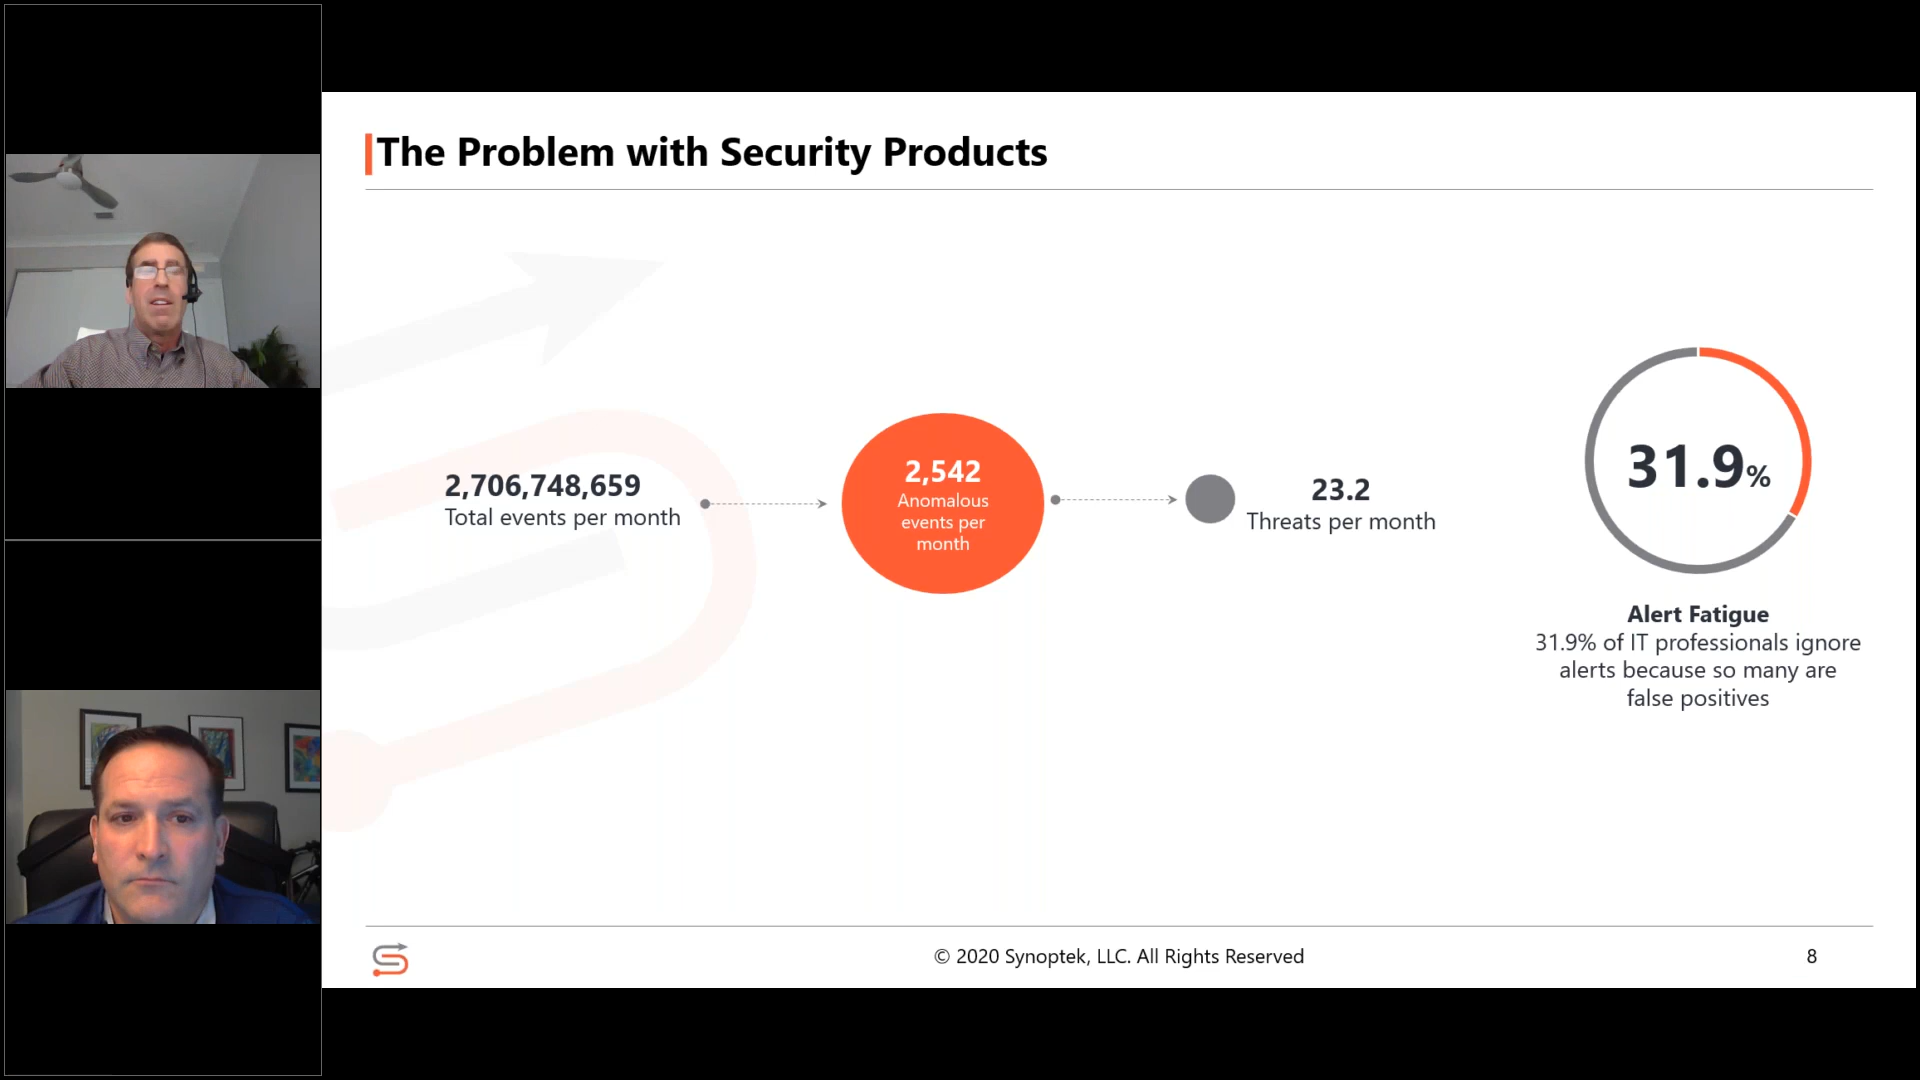 The Problem with Security Products
2,706,748,659
Total events per month
2,542
Anomalous
events per
month
23.2
Threats per month
31.9%
Alert Fatigue
31.9% of IT professionals ignore
alerts because so many are
false positives
© 2020 Synoptek, LLC. All Rights Reserved
8